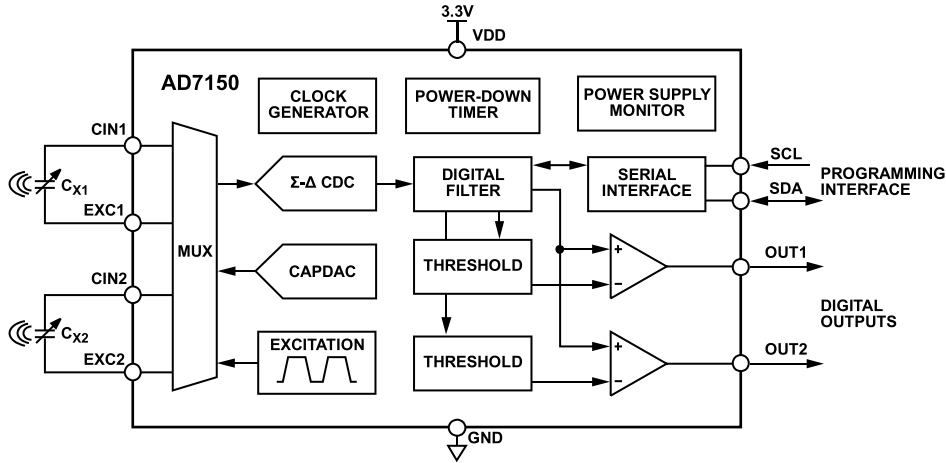 3.3V
VDD
AD7150
CLOCK
GENERATOR
POWER-DOWN
TIMER
POWER SUPPLY
MONITOR
CIN1
CX1
EXC1
MUX
Σ-Δ CDC
DIGITAL
FILTER
SERIAL
INTERFACE
SCL
SDA
PROGRAMMING
INTERFACE
CAPDAC
THRESHOLD
+
−
OUT1
CIN2
CX2
EXC2
EXCITATION
THRESHOLD
+
−
DIGITAL
OUTPUTS
OUT2
GND